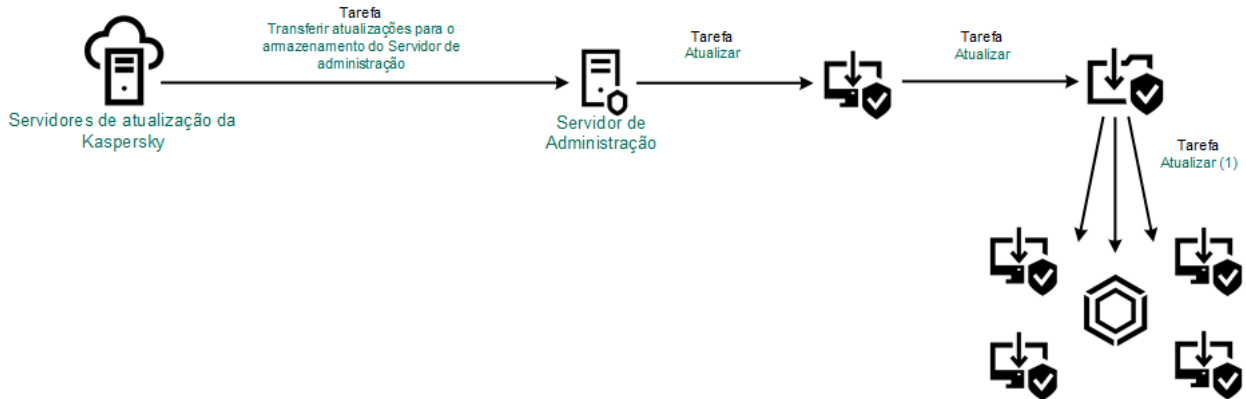 Tarefa
Transferir atualizações para o
armazenamento do Servidor de
administração
Tarefa
Atualizar
Tarefa
Atualizar
Servidores de atualização da
Kaspersky
Servidor de
Administração
Tarefa
Atualizar (1)